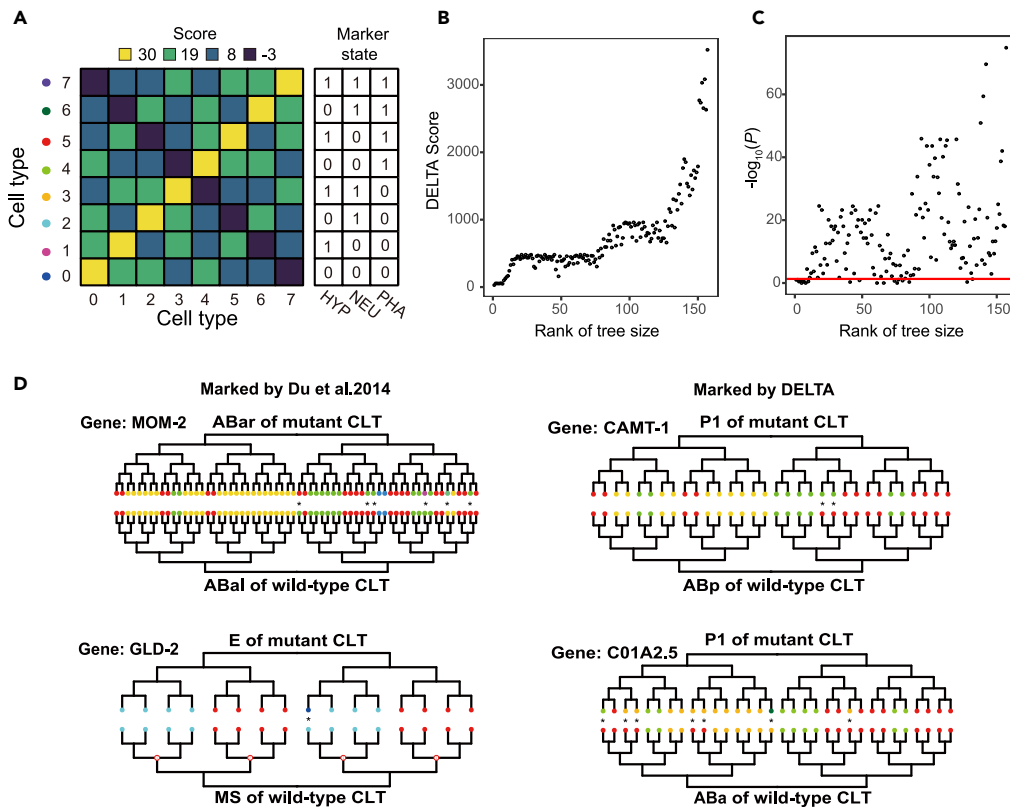 A
Score
30 19 8 -3
Marker
state
Cell type
7 1 1 1
6 0 1 1
5 1 0 1
4 0 0 1
3 1 1 0
2 0 1 0
1 1 0 0
0 0 0 0
0 1 2 3 4 5 6 7
HYP NEU PHA
Cell type
B
DELTA Score
3000
2000
1000
0
0 50 100 150
Rank of tree size
C
-log10(P)
60
40
20
0
0 50 100 150
Rank of tree size
D
Marked by Du et al.2014
Gene: MOM-2
ABar of mutant CLT
* ** * * *
ABal of wild-type CLT
Gene: GLD-2
E of mutant CLT
*
MS of wild-type CLT
Marked by DELTA
Gene: CAMT-1
P1 of mutant CLT
* *
ABp of wild-type CLT
Gene: C01A2.5
P1 of mutant CLT
* * * * * * *
ABa of wild-type CLT